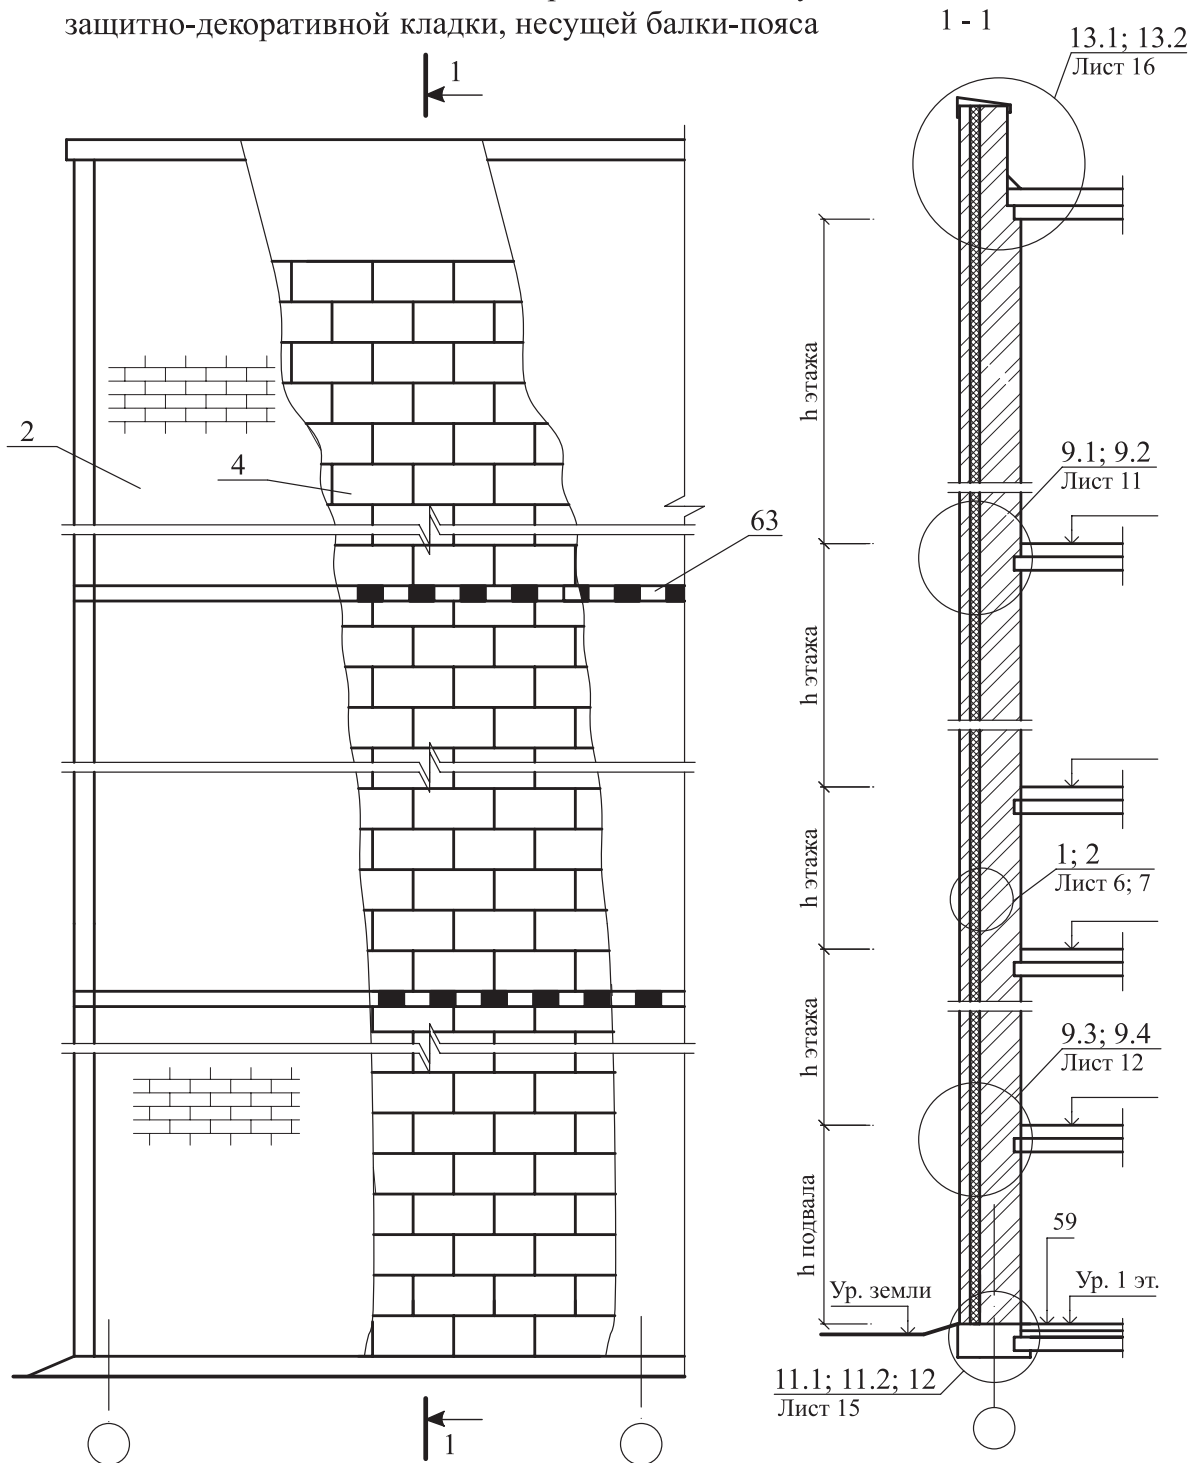 защитно-декоративной кладки, несущей балки-пояса
1 - 1
13.1; 13.2
Лист 16
1
h этажа
2
4
9.1; 9.2
Лист 11
63
h этажа
h этажа
1; 2
Лист 6; 7
h этажа
9.3; 9.4
Лист 12
h подвала
59
Ур. земли
Ур. 1 эт.
11.1; 11.2; 12
Лист 15
1